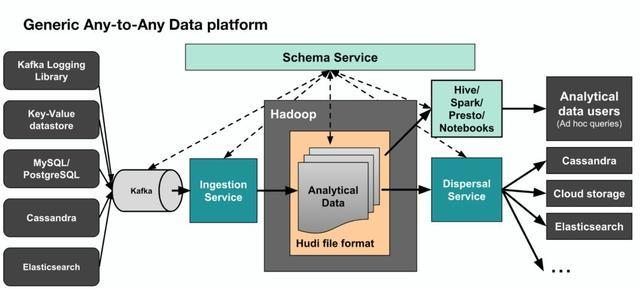 Generic Any-to-Any Data platform
Schema Service
Kafka Logging
Library
Key-Value
datastore
MySQL/
PostgreSQL
Cassandra
Elasticsearch
Kafka
Ingestion
Service
Hadoop
Analytical
Data
Hudi file format
Hive/
Spark/
Presto/
Notebooks
Dispersal
Service
Analytical
data users
(Ad hoc queries)
Cassandra
Cloud storage
Elasticsearch
...